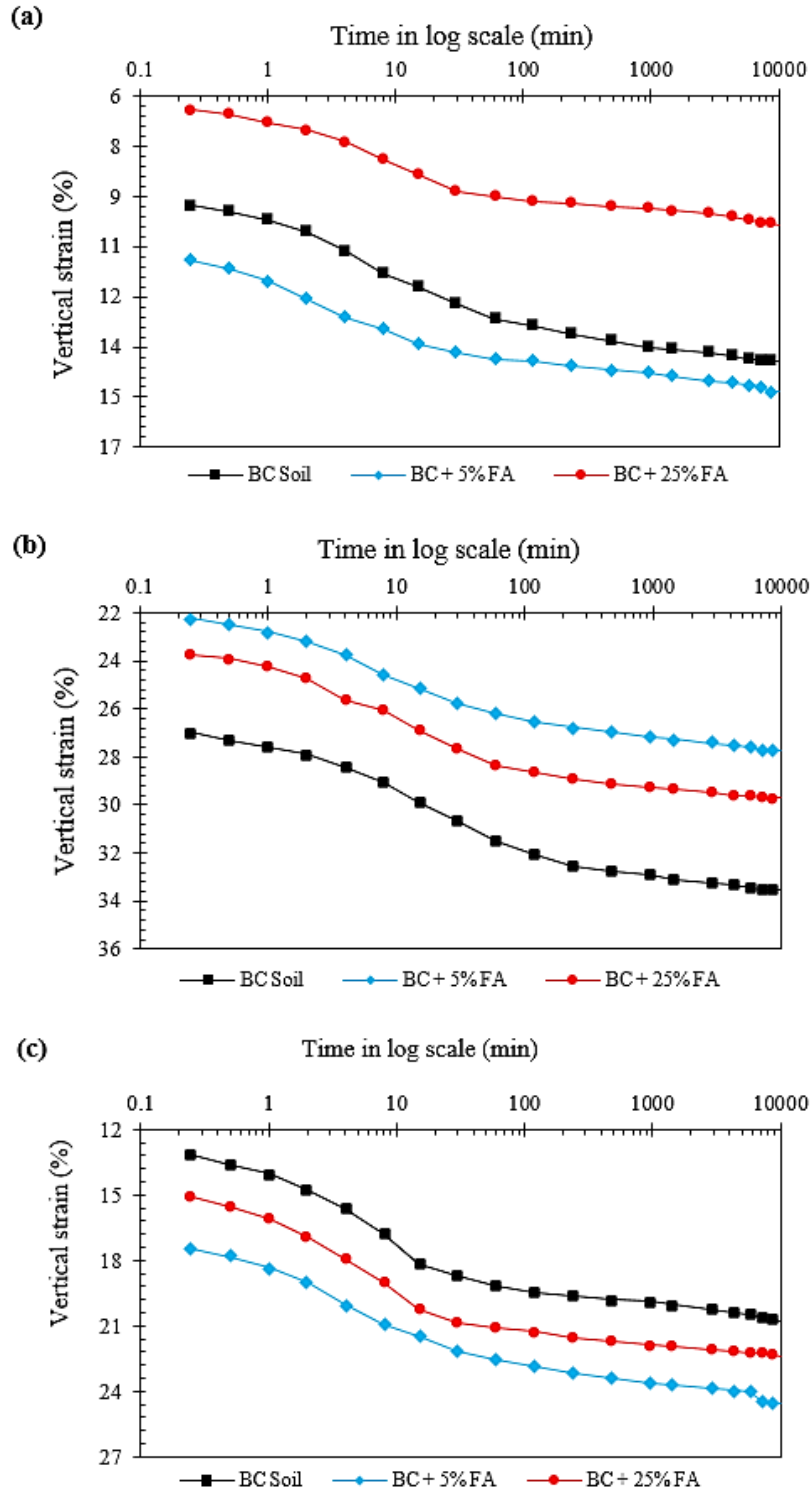 (a)
Time in log scale (min)
0.1 1 10 100 1000 10000
6
8
9
11
12
14
15
17
Vertical strain (%)
BC Soil BC + 5% FA BC + 25% FA
(b)
Time in log scale (min)
0.1 1 10 100 1000 10000
22
24
26
28
30
32
34
36
Vertical strain (%)
BC Soil BC + 5% FA BC + 25% FA
(c)
Time in log scale (min)
0.1 1 10 100 1000 10000
12
15
18
21
24
27
Vertical strain (%)
BC Soil BC + 5% FA BC + 25% FA